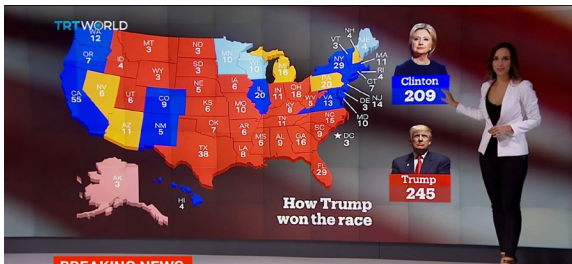 TRTWORLD
WA
12
OR
7
CA
55
NV
6
ID
4
MT
3
WY
3
UT
6
AZ
11
CO
9
NM
5
ND
3
SD
3
NE
5
KS
6
OK
7
TX
38
MN
10
IA
6
MO
10
AR
6
LA
8
10
IL
20
MI
16
IN
11
OH
18
KY
8
TN
11
MS
6
AL
9
GA
16
FL
29
SC
9
NC
15
VA
13
WV
5
PA
20
NY
29
VT
3
NH
4
ME
MA
11
RI
4
CT
7
NJ
14
DE
3
MD
10
DC
3
AK
3
HI
4
Clinton
209
Trump
245
How Trump
won the race
BREAKING NEWS